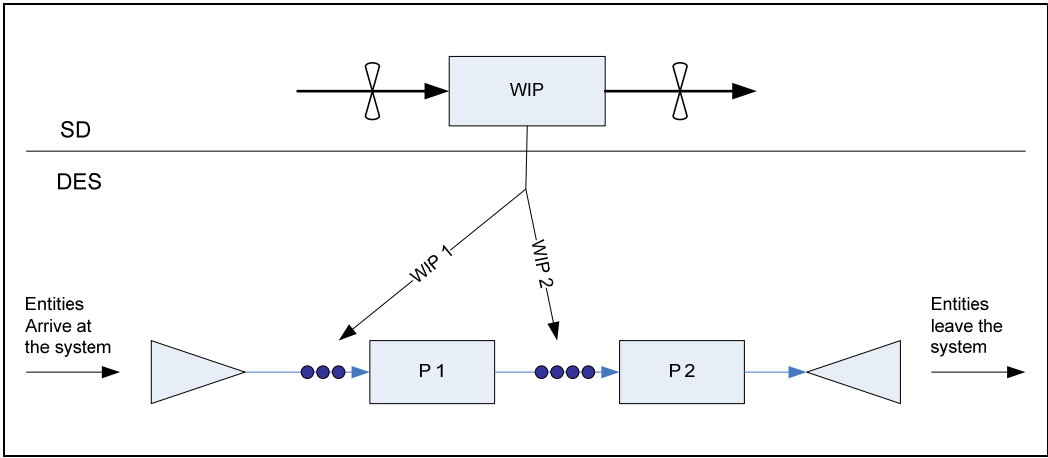 WIP
SD
DES
WIP 1
WIP 2
Entities
Arrive at
the system
P 1
P 2
Entities
leave the
system